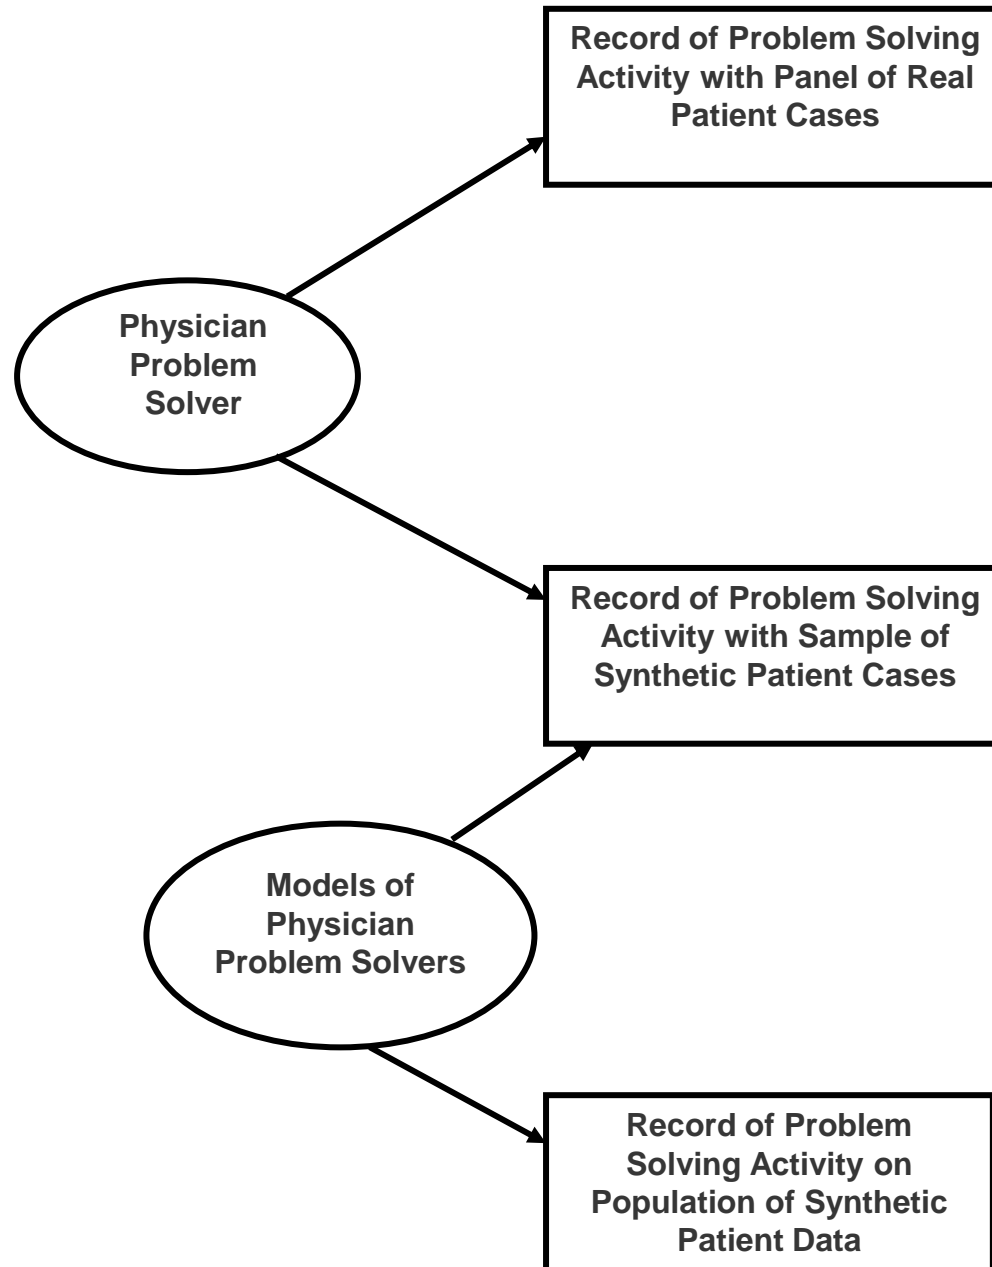 Record of Problem Solving
Activity with Panel of Real
Patient Cases
Physician
Problem
Solver
Record of Problem Solving
Activity with Sample of
Synthetic Patient Cases
Models of
Physician
Problem Solvers
Record of Problem
Solving Activity on
Population of Synthetic
Patient Data